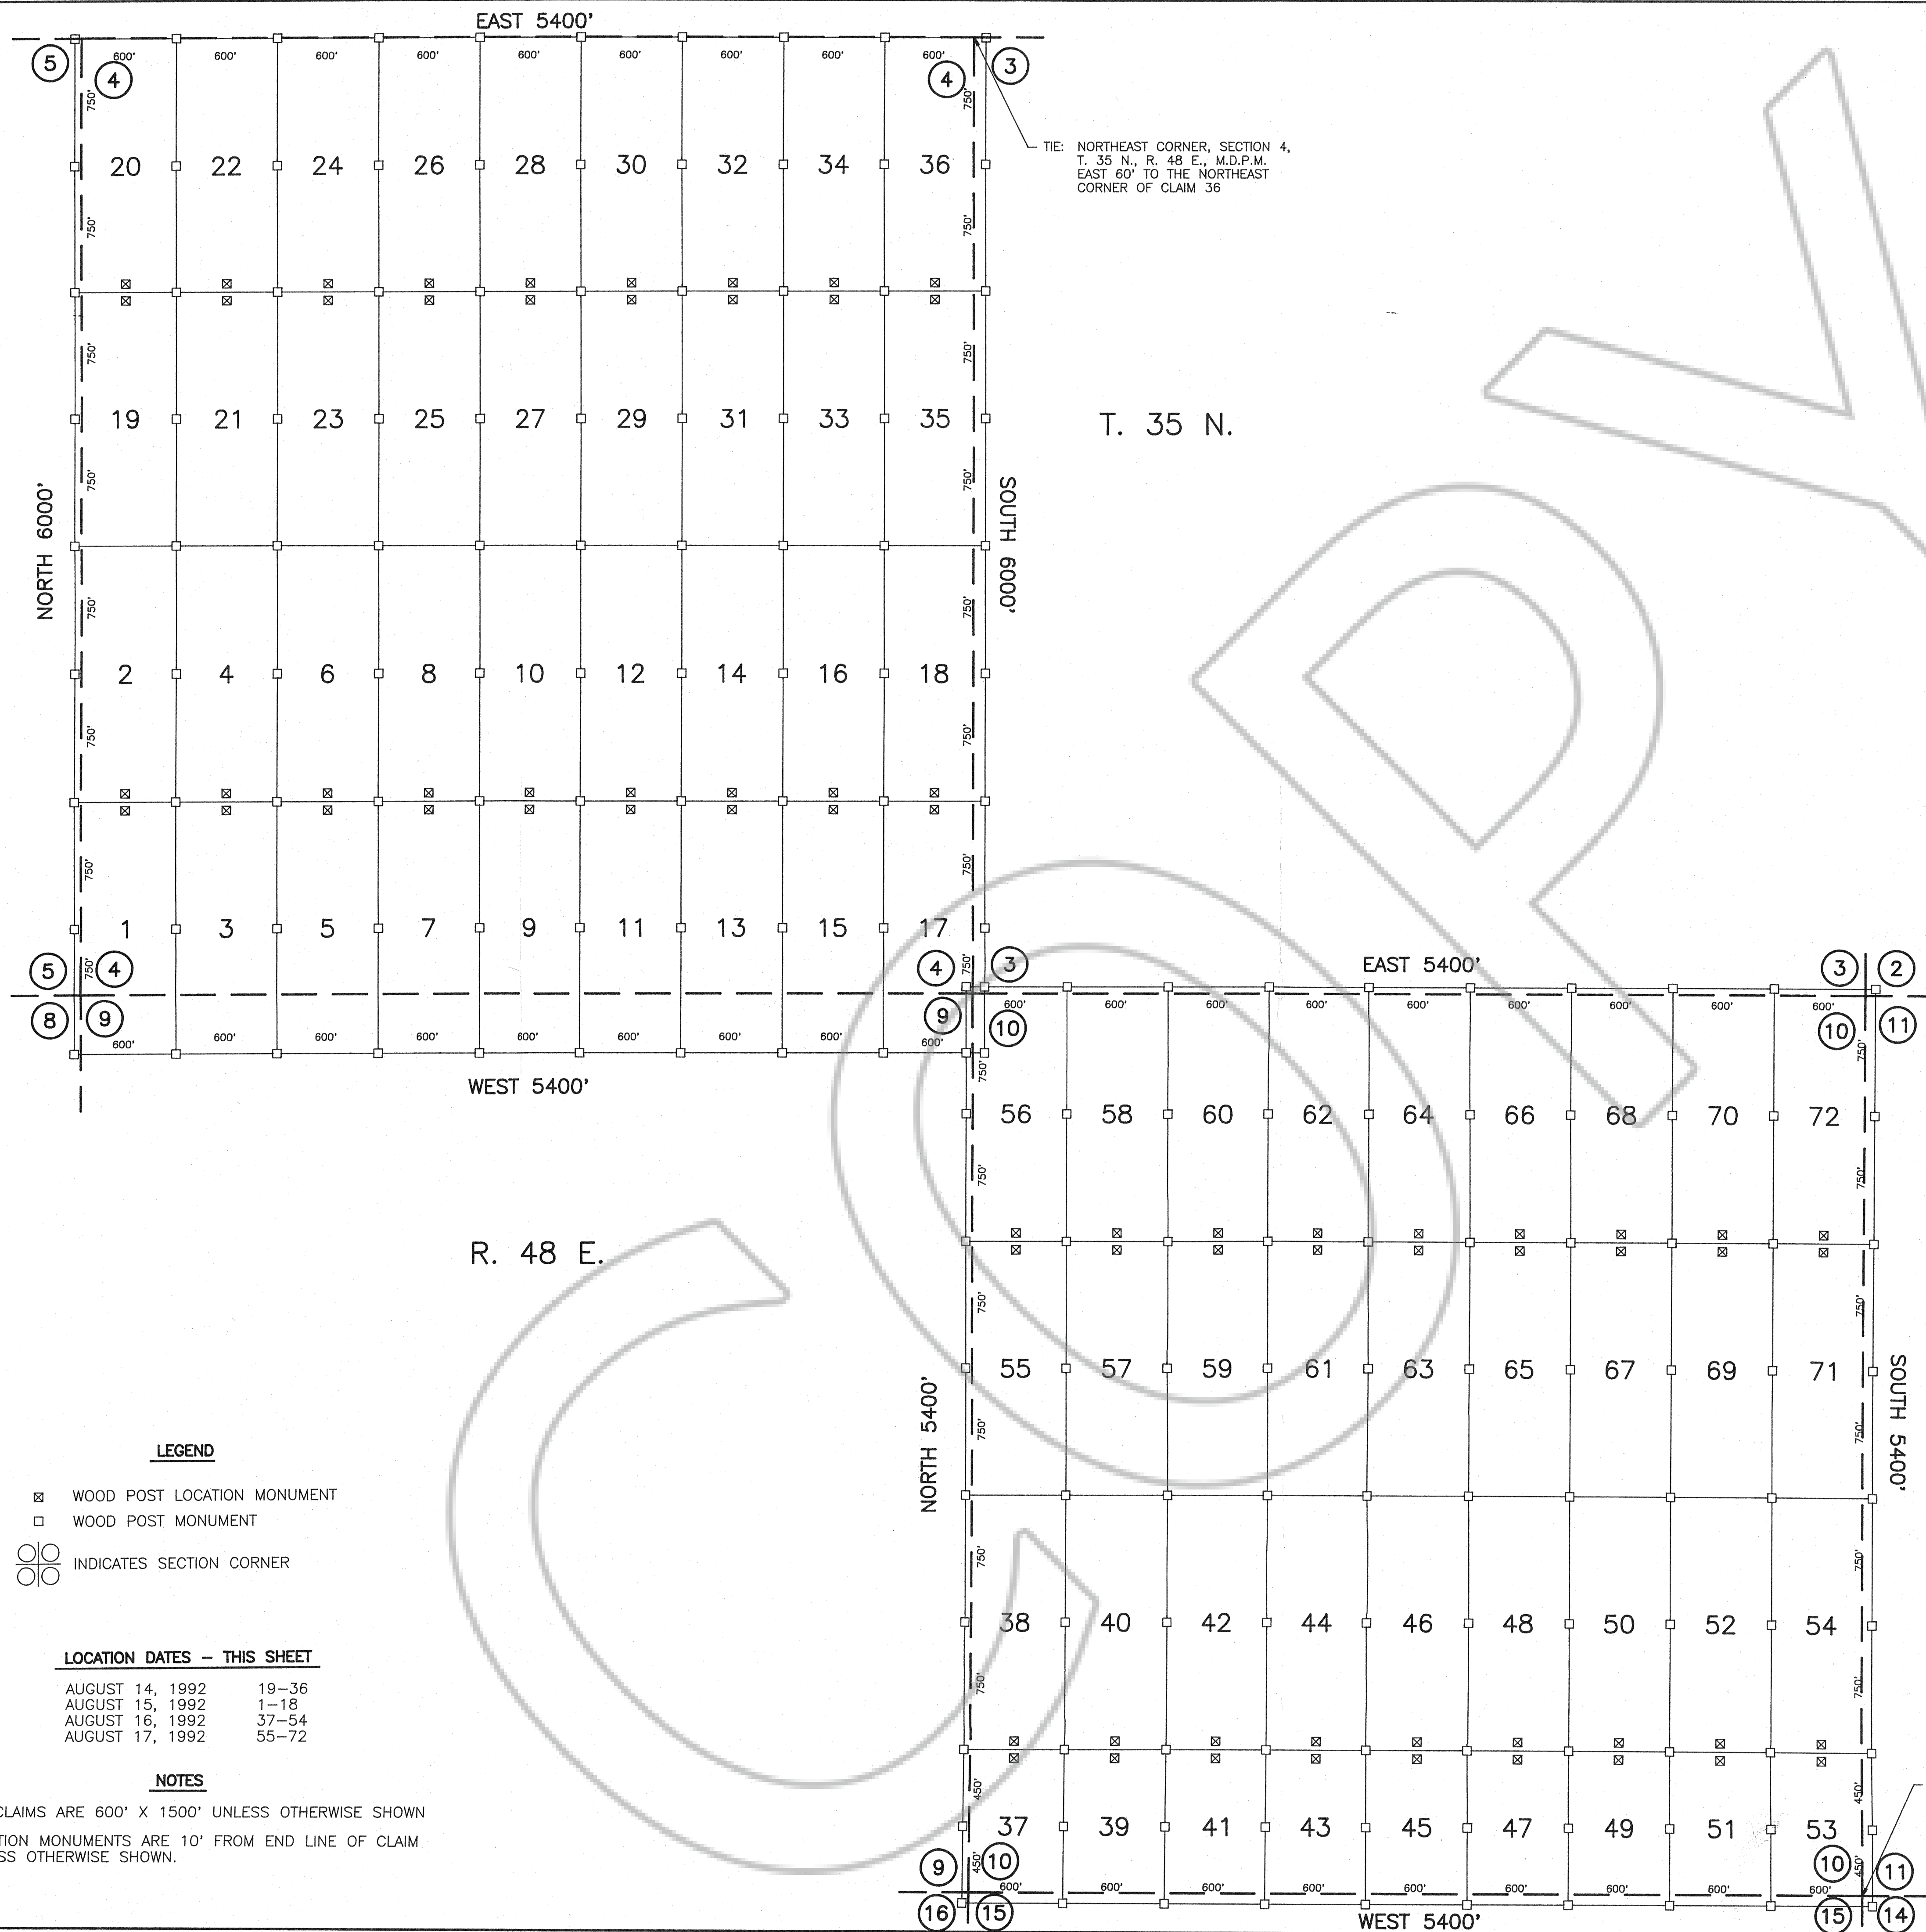 EAST 5400'
600' 600' 600' 600' 600' 600' 600' 600' 600'
5 4 4 3
750' 750'
TIE: NORTHEAST CORNER, SECTION 4,
T. 35 N., R. 48 E., M.D.P.M.
EAST 60' TO THE NORTHEAST
CORNER OF CLAIM 36
20 22 24 26 28 30 32 34 36
750' 750'
750' 750'
19 21 23 25 27 29 31 33 35
T. 35 N.
750' 750'
NORTH 6000'
SOUTH 6000'
750' 750'
2 4 6 8 10 12 14 16 18
750' 750'
750' 750'
1 3 5 7 9 11 13 15 17
5 4 4 3
750' 750'
8 9 9 10
600' 600' 600' 600' 600' 600' 600' 600' 600'
WEST 5400'
EAST 5400'
3 2
600' 600' 600' 600' 600' 600' 600' 600' 600'
10 11
750' 750'
56 58 60 62 64 66 68 70 72
750' 750'
R. 48 E.
750' 750'
55 57 59 61 63 65 67 69 71
750' 750'
NORTH 5400'
SOUTH 5400'
750' 750'
38 40 42 44 46 48 50 52 54
750' 750'
450' 450'
37 39 41 43 45 47 49 51 53
9 10 10 11
450' 450'
600' 600' 600' 600' 600' 600' 600' 600' 600'
16 15 15 14
WEST 5400'
LEGEND
WOOD POST LOCATION MONUMENT
WOOD POST MONUMENT
INDICATES SECTION CORNER
LOCATION DATES – THIS SHEET
AUGUST 14, 1992 19–36
AUGUST 15, 1992 1–18
AUGUST 16, 1992 37–54
AUGUST 17, 1992 55–72
NOTES
CLAIMS ARE 600' X 1500' UNLESS OTHERWISE SHOWN
TION MONUMENTS ARE 10' FROM END LINE OF CLAIM
SS OTHERWISE SHOWN.
COPY